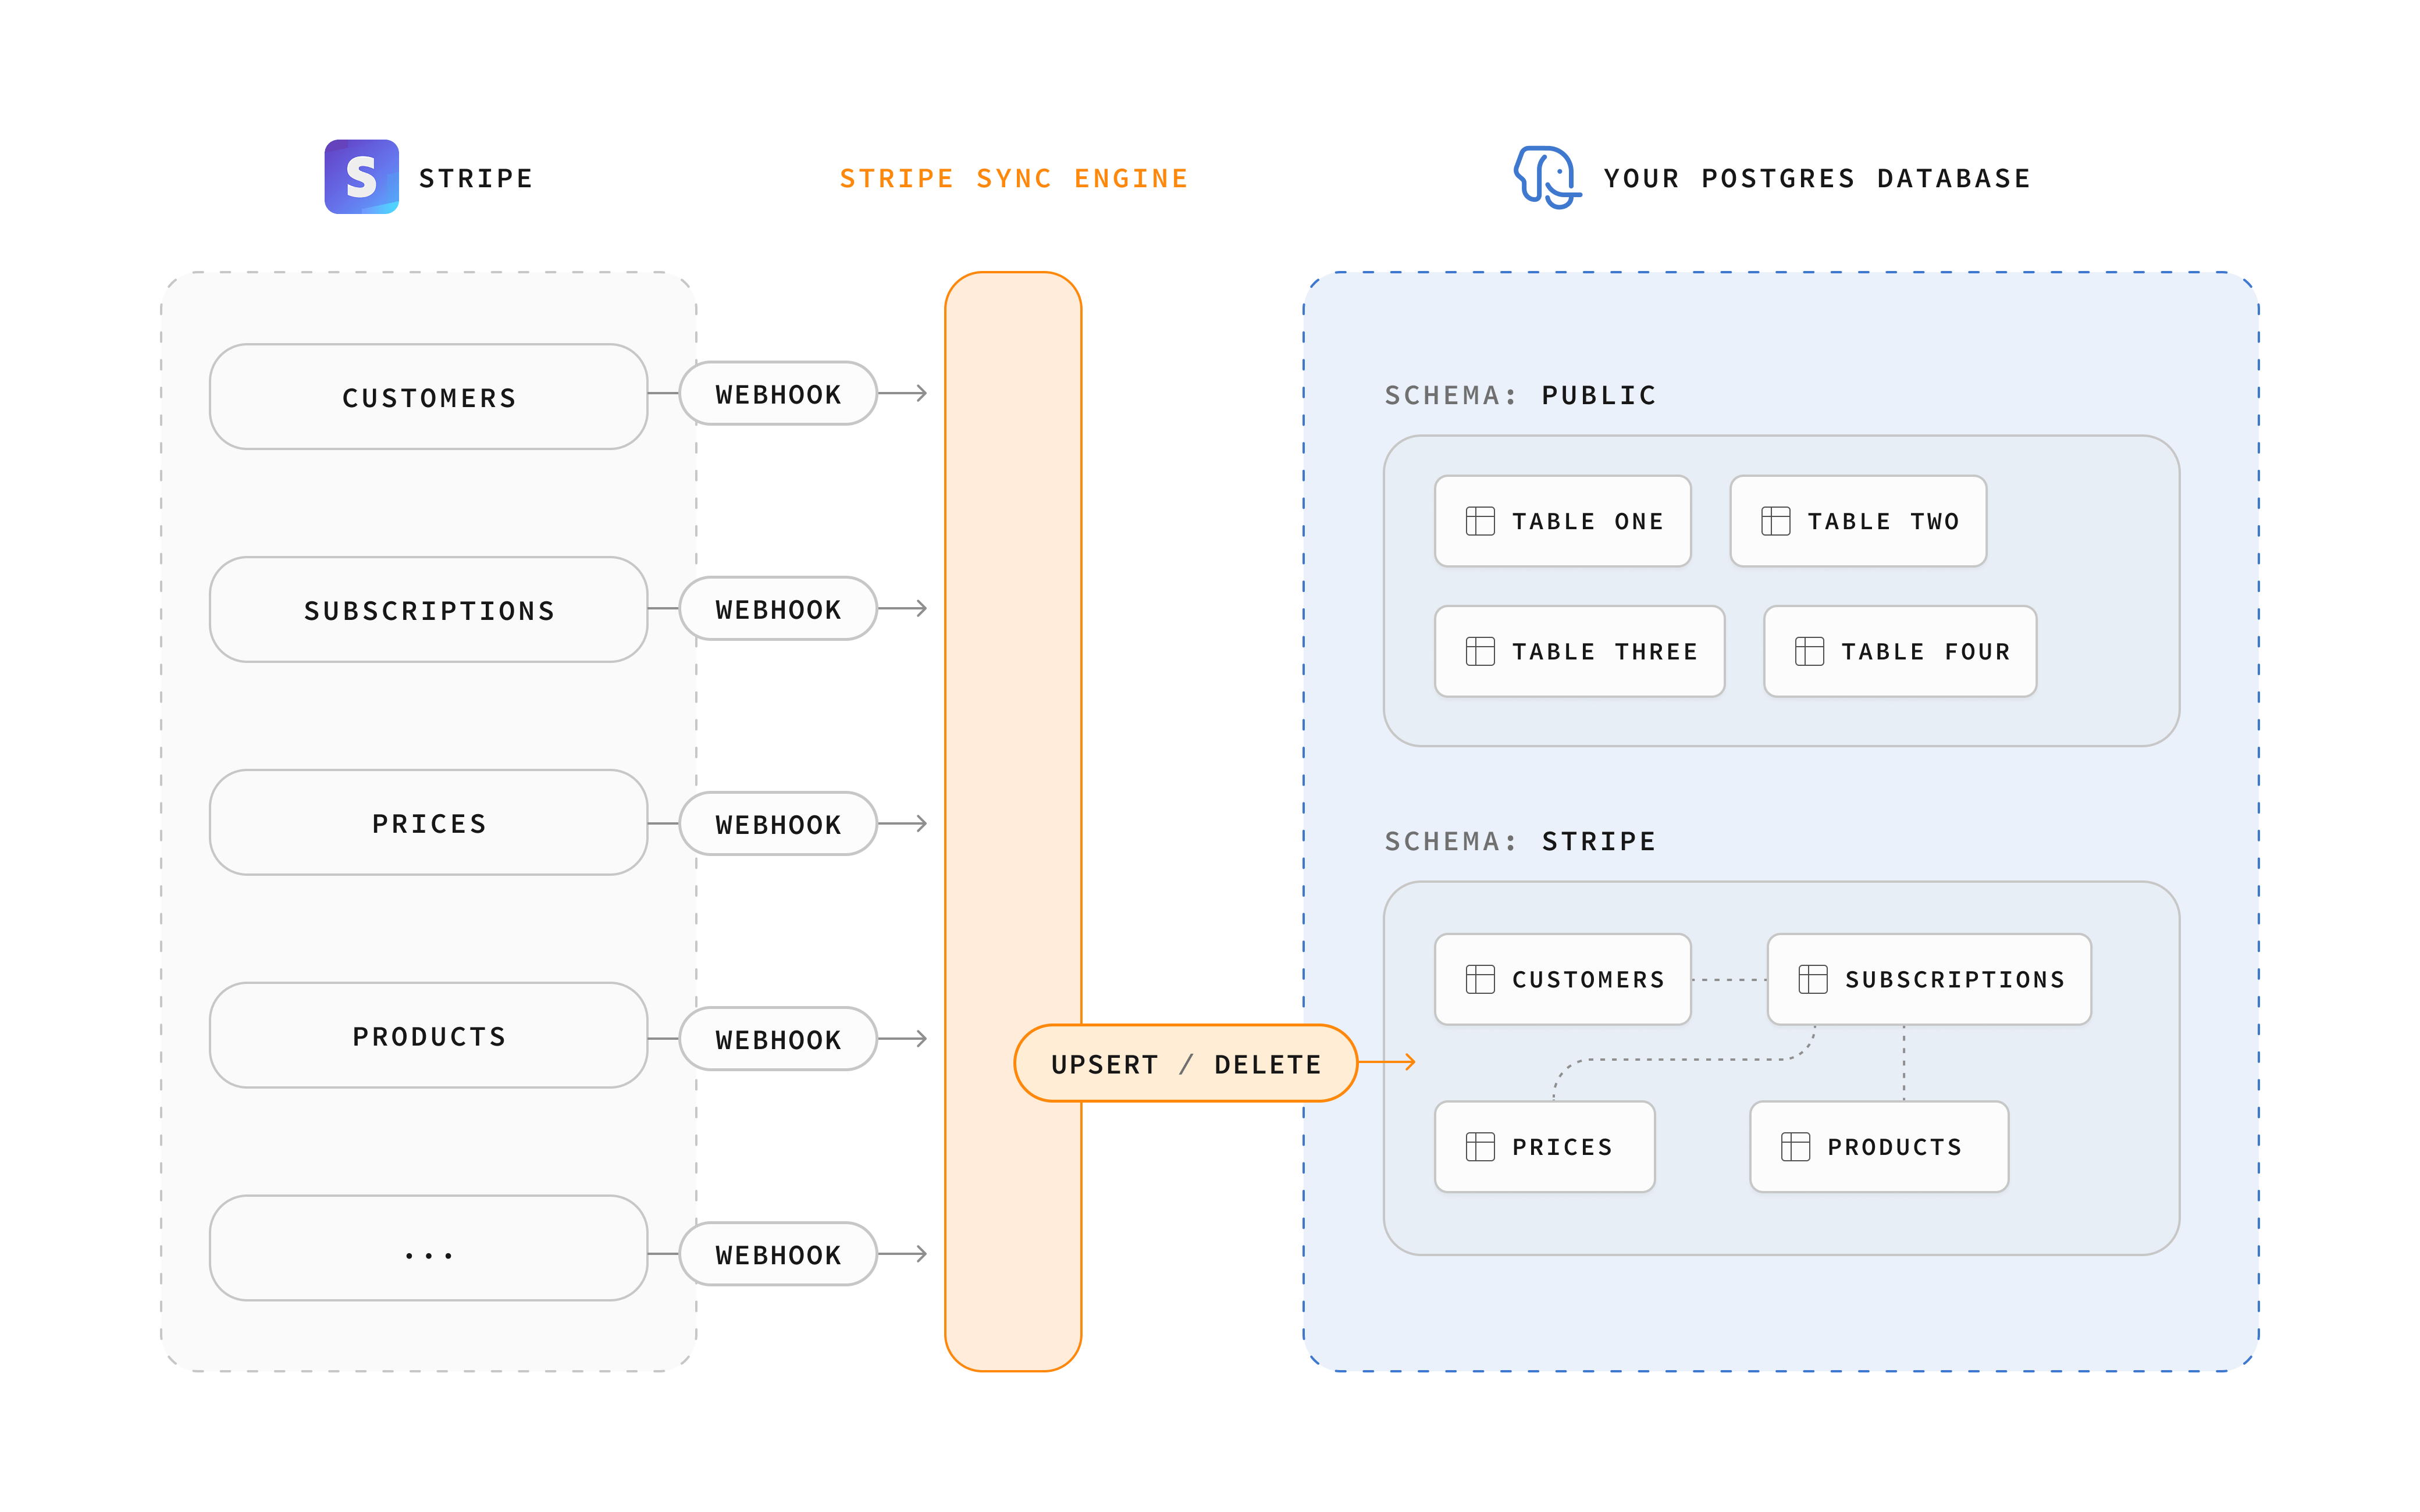 S STRIPE
STRIPE SYNC ENGINE
YOUR POSTGRES DATABASE
CUSTOMERS
WEBHOOK
SUBSCRIPTIONS
WEBHOOK
PRICES
WEBHOOK
PRODUCTS
WEBHOOK
...
WEBHOOK
UPSERT / DELETE
SCHEMA: PUBLIC
TABLE ONE
TABLE TWO
TABLE THREE
TABLE FOUR
SCHEMA: STRIPE
CUSTOMERS
SUBSCRIPTIONS
PRICES
PRODUCTS